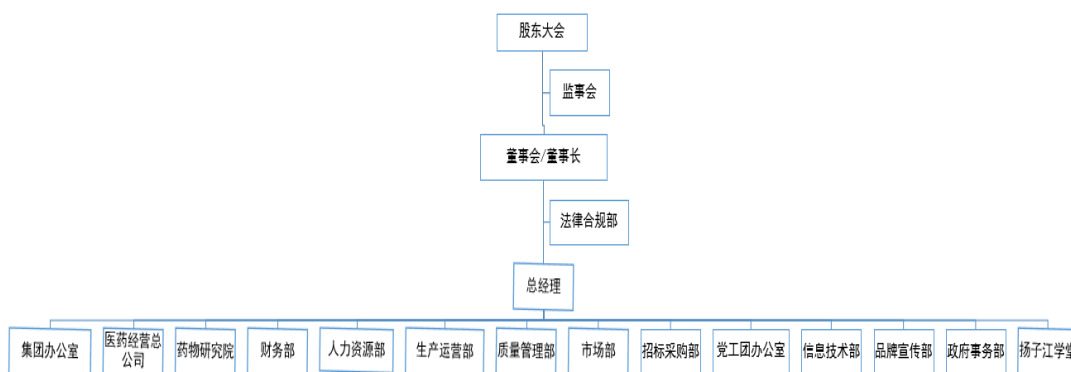 股东大会
监事会
董事会/董事长
法律合规部
总经理
集团办公室
医药经营总
公司
药物研究院
财务部
人力资源部
生产运营部
质量管理部
市场部
招标采购部
党工团办公室
信息技术部
品牌宣传部
政府事务部
扬子江学堂